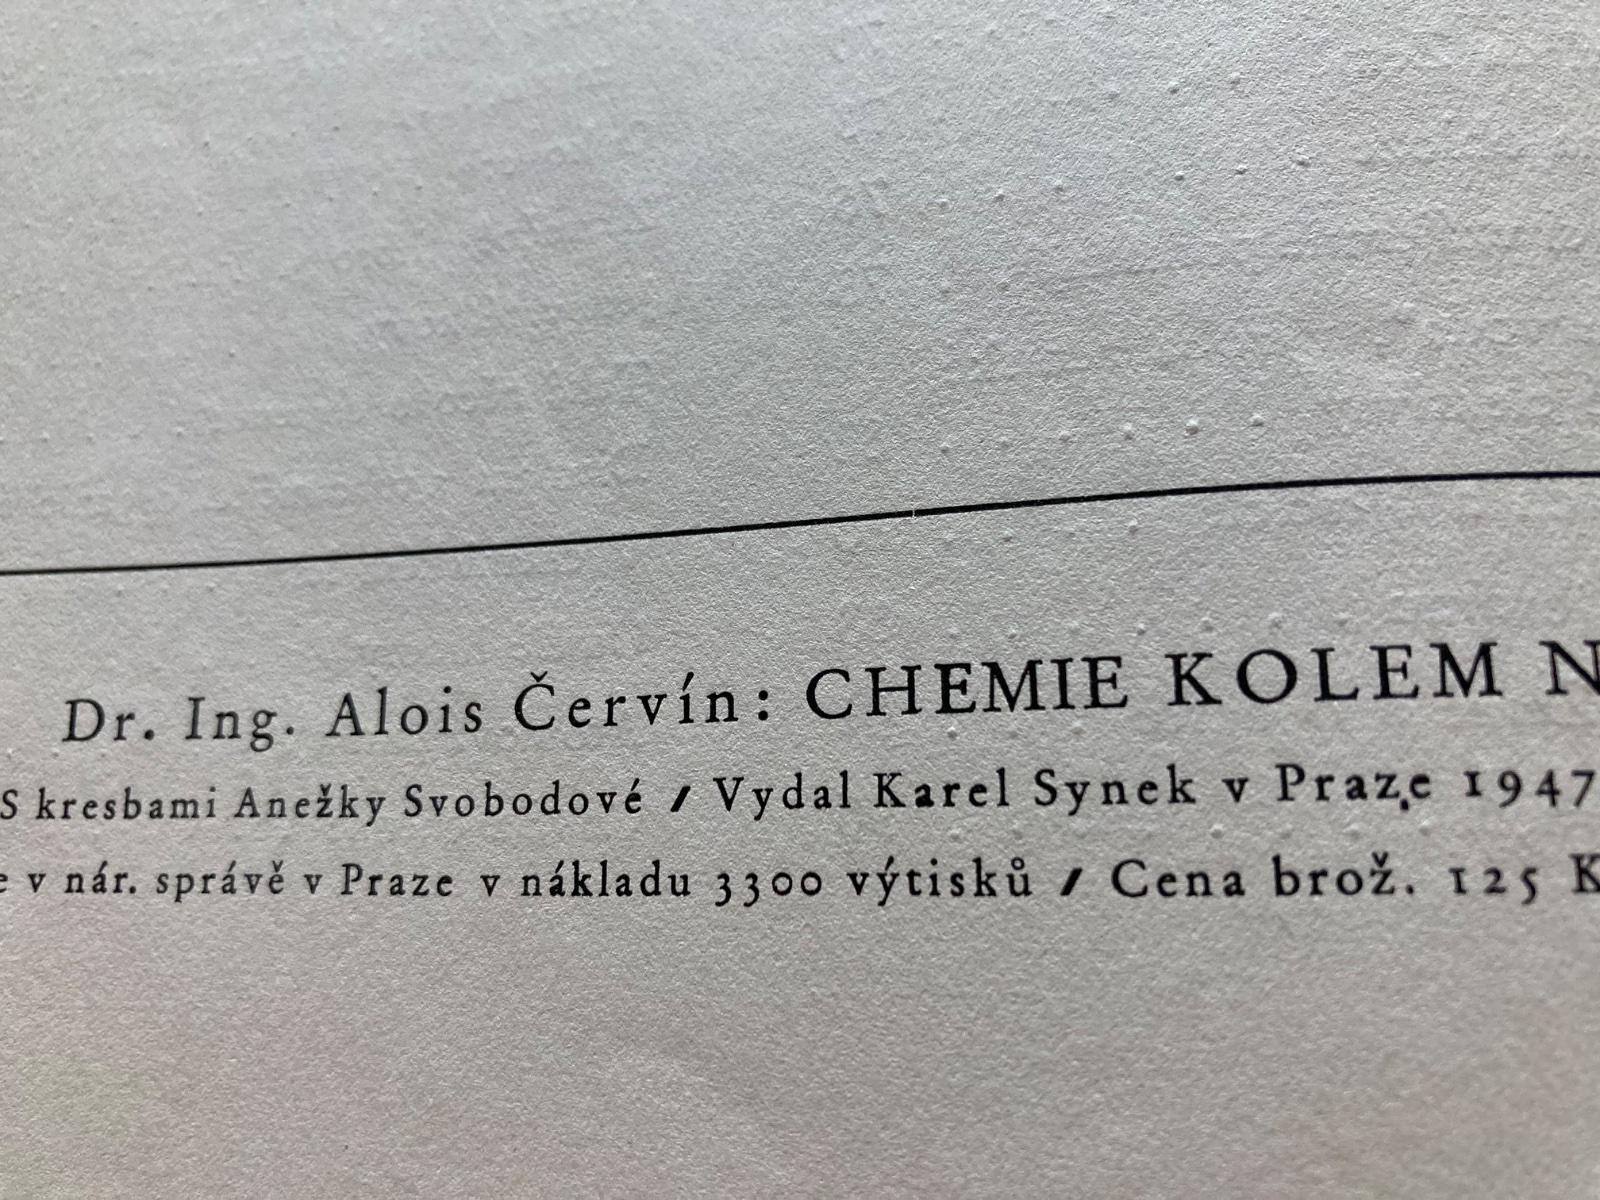 Dr. Ing. Alois Červín: CHEMIE KOLEM N
S kresbami Anežky Svobodové / Vydal Karel Synek v Praze 1947
e v nár. správě v Praze v nákladu 3300 výtisků / Cena brož. 125 K